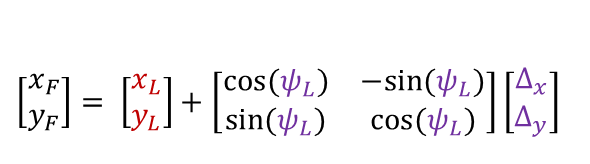 [x_F y_F] = [x_L y_L] + [cos(ψ_L) −sin(ψ_L) sin(ψ_L) cos(ψ_L)] [Δ_x Δ_y]